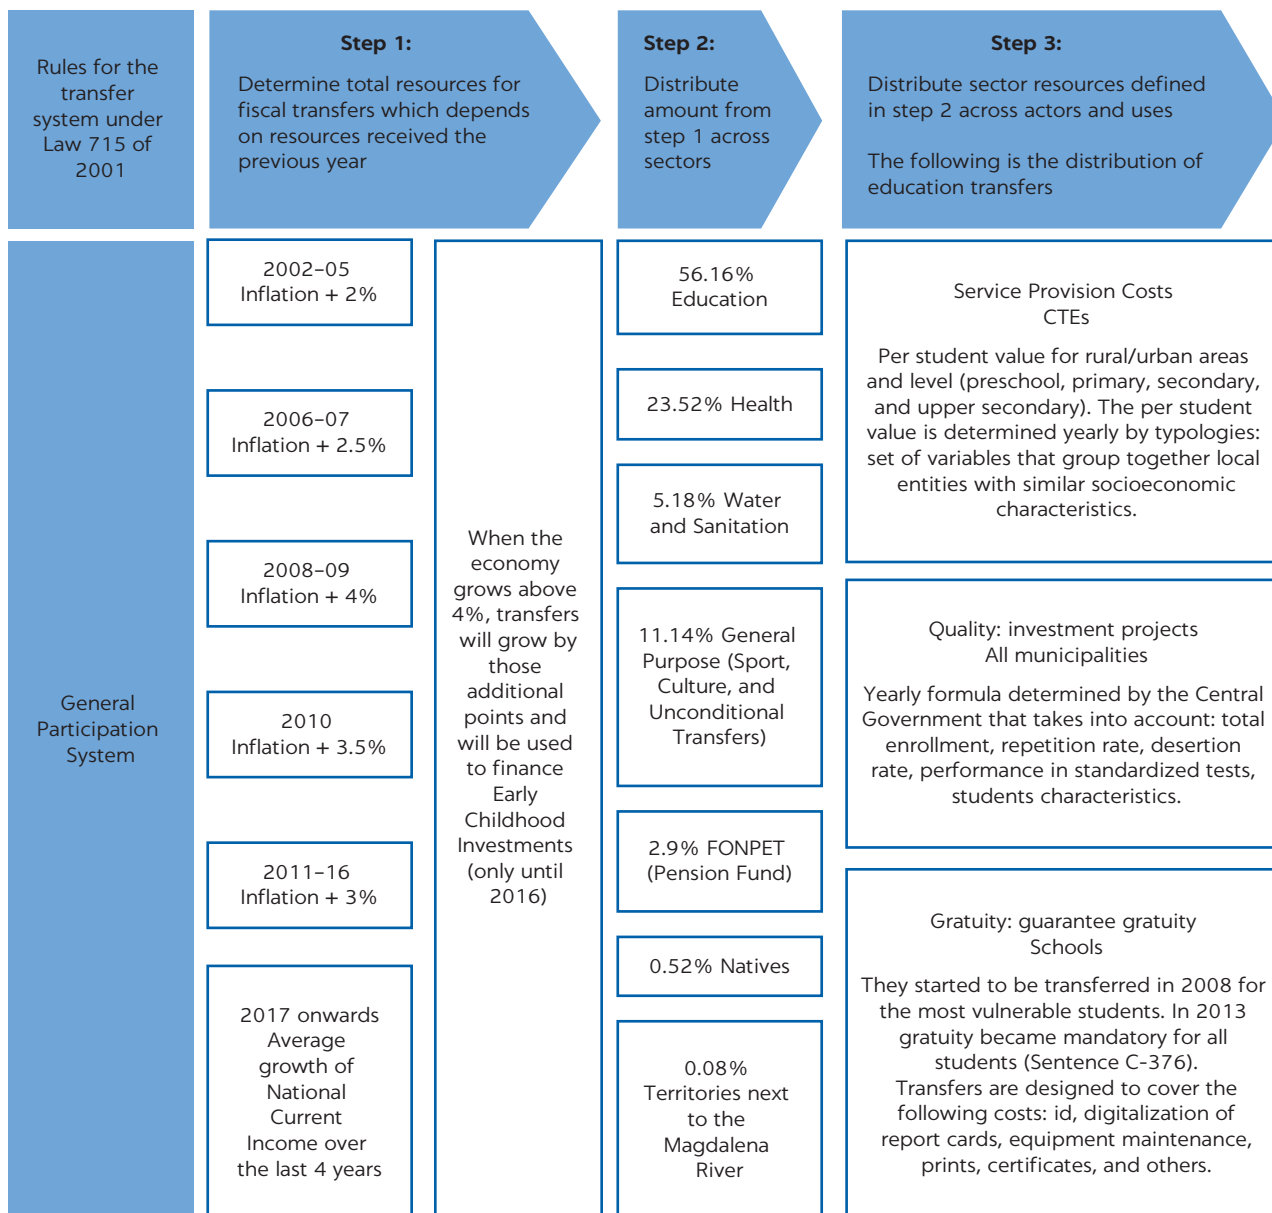 Rules for the
transfer
system under
Law 715 of
2001
Step 1:
Determine total resources for
fiscal transfers which depends
on resources received the
previous year
Step 2:
Distribute
amount from
step 1 across
sectors
Step 3:
Distribute sector resources defined
in step 2 across actors and uses
The following is the distribution of
education transfers
General
Participation
System
2002–05
Inflation + 2%
2006–07
Inflation + 2.5%
2008–09
Inflation + 4%
2010
Inflation + 3.5%
2011–16
Inflation + 3%
2017 onwards
Average
growth of
National
Current
Income over
the last 4 years
When the
economy
grows above
4%, transfers
will grow by
those
additional
points and
will be used
to finance
Early
Childhood
Investments
(only until
2016)
56.16%
Education
23.52% Health
5.18% Water
and Sanitation
11.14% General
Purpose (Sport,
Culture, and
Unconditional
Transfers)
2.9% FONPET
(Pension Fund)
0.52% Natives
0.08%
Territories next
to the
Magdalena
River
Service Provision Costs
CTEs
Per student value for rural/urban areas
and level (preschool, primary, secondary,
and upper secondary). The per student
value is determined yearly by typologies:
set of variables that group together local
entities with similar socioeconomic
characteristics.
Quality: investment projects
All municipalities
Yearly formula determined by the Central
Government that takes into account: total
enrollment, repetition rate, desertion
rate, performance in standardized tests,
students characteristics.
Gratuity: guarantee gratuity
Schools
They started to be transferred in 2008 for
the most vulnerable students. In 2013
gratuity became mandatory for all
students (Sentence C-376).
Transfers are designed to cover the
following costs: id, digitalization of
report cards, equipment maintenance,
prints, certificates, and others.